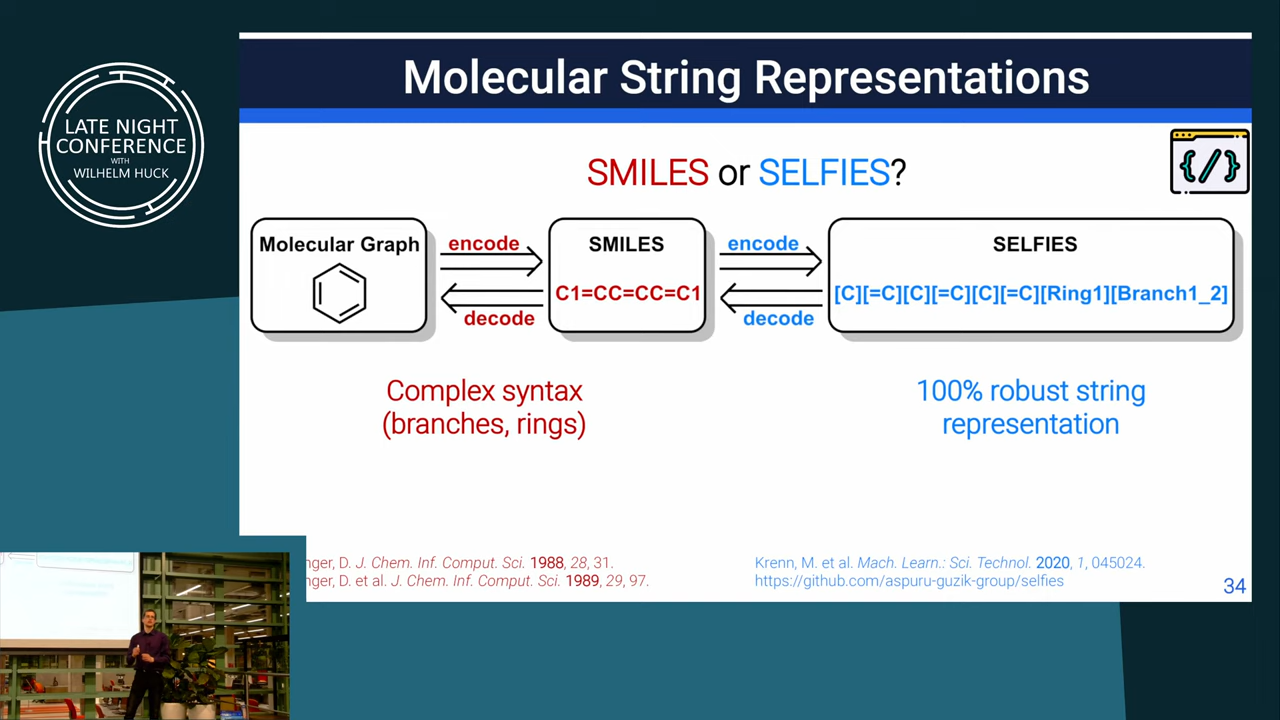 LATE NIGHT
CONFERENCE
WITH
WILHELM HUCK
Molecular String Representations
SMILES or SELFIES?
{/}
Molecular Graph
encode
decode
SMILES
C1=CC=CC=C1
encode
decode
SELFIES
[C][=C][C][=C][C][=C][Ring1][Branch1_2]
Complex syntax
(branches, rings)
100% robust string
representation
D. J. Chem. Inf. Comput. Sci. 1988, 28, 31.
D. et al. J. Chem. Inf. Comput. Sci. 1989, 29, 97.
Krenn, M. et al. Mach. Learn.: Sci. Technol. 2020, 1, 045024.
https://github.com/aspuru-guzik-group/selfies
34